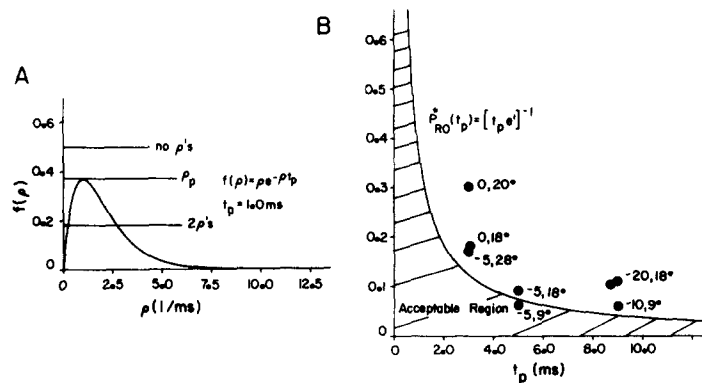 A
f(ρ)
0.6
0.4
0.2
0
no ρ's
ρp
2ρ's
f(ρ)=ρe^-ρtp
tp=1.0ms
0
2.5
5.0
7.5
10.0
12.5
ρ(1/ms)
B
0.6
0.5
0.4
0.3
0.2
0.1
0
P*RO(tp)=[tp e']^-1
0,20°
0,18°
-5,28°
-5,18°
-5,9°
-20,18°
-10,9°
Acceptable Region
0
2.0
4.0
6.0
8.0
10.0
tp (ms)